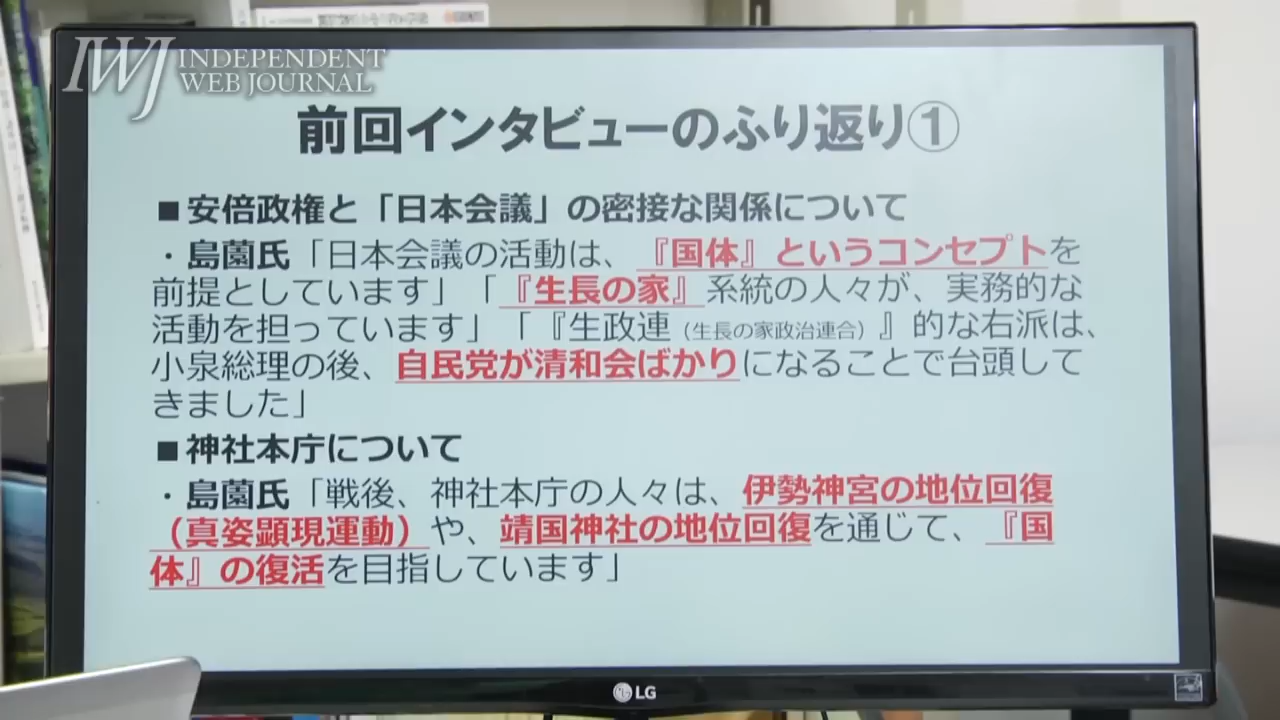 IWJ INDEPENDENT
WEB JOURNAL
前回インタビューのふり返り①
■安倍政権と「日本会議」の密接な関係について
・島薗氏「日本会議の活動は、『国体』というコンセプトを
前提としています」「『生長の家』系統の人々が、実務的な
活動を担っています」「『生政連（生長の家政治連合）』的な右派は、
小泉総理の後、自民党が清和会ばかりになることで台頭して
きました」
■神社本庁について
・島薗氏「戦後、神社本庁の人々は、伊勢神宮の地位回復
（真姿顕現運動）や、靖国神社の地位回復を通じて、『国
体』の復活を目指しています」
LG